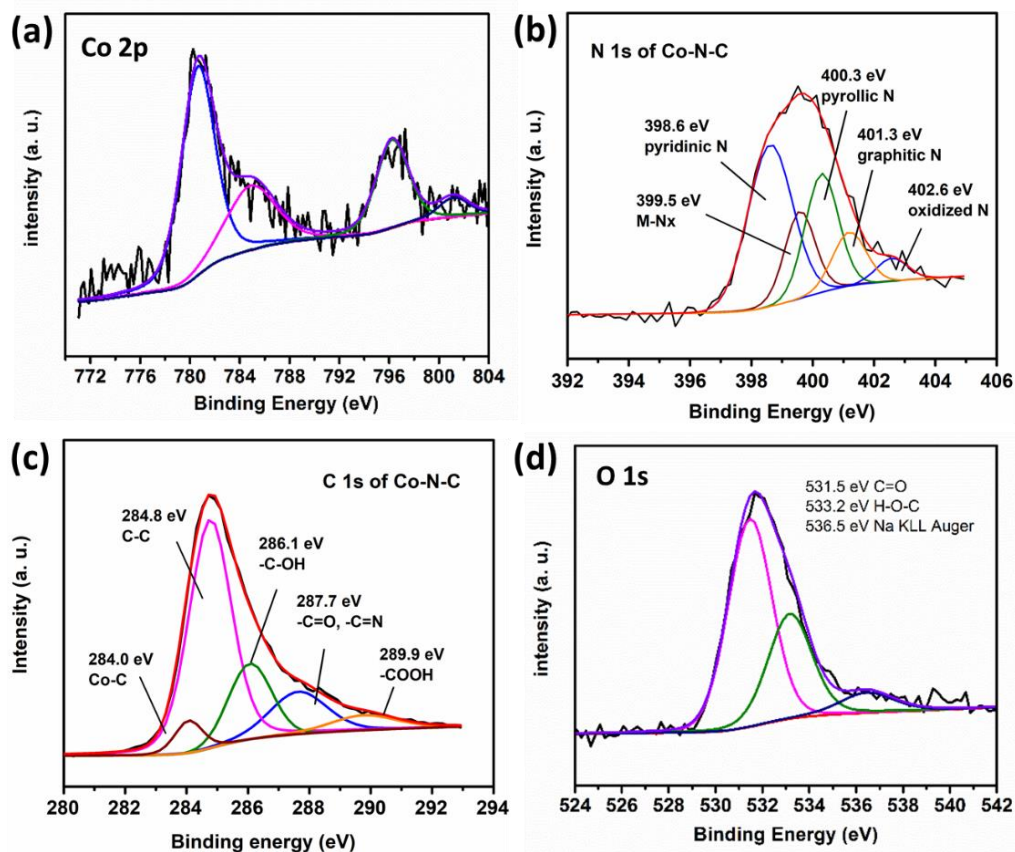 (a)
Co 2p
intensity (a. u.)
772 776 780 784 788 792 796 800 804
Binding Energy (eV)
(b)
N 1s of Co-N-C
400.3 eV
pyrollic N
398.6 eV
pyridinic N
401.3 eV
graphitic N
399.5 eV
M-Nx
402.6 eV
oxidized N
Intensity (a. u.)
392 394 396 398 400 402 404 406
Binding Energy (eV)
(c)
C 1s of Co-N-C
284.8 eV
C-C
286.1 eV
-C-OH
287.7 eV
-C=O, -C=N
284.0 eV
Co-C
289.9 eV
-COOH
Intensity (a. u.)
280 282 284 286 288 290 292 294
Binding energy (eV)
(d)
O 1s
531.5 eV C=O
533.2 eV H-O-C
536.5 eV Na KLL Auger
intensity (a. u.)
524 526 528 530 532 534 536 538 540 542
Binding Energy (eV)